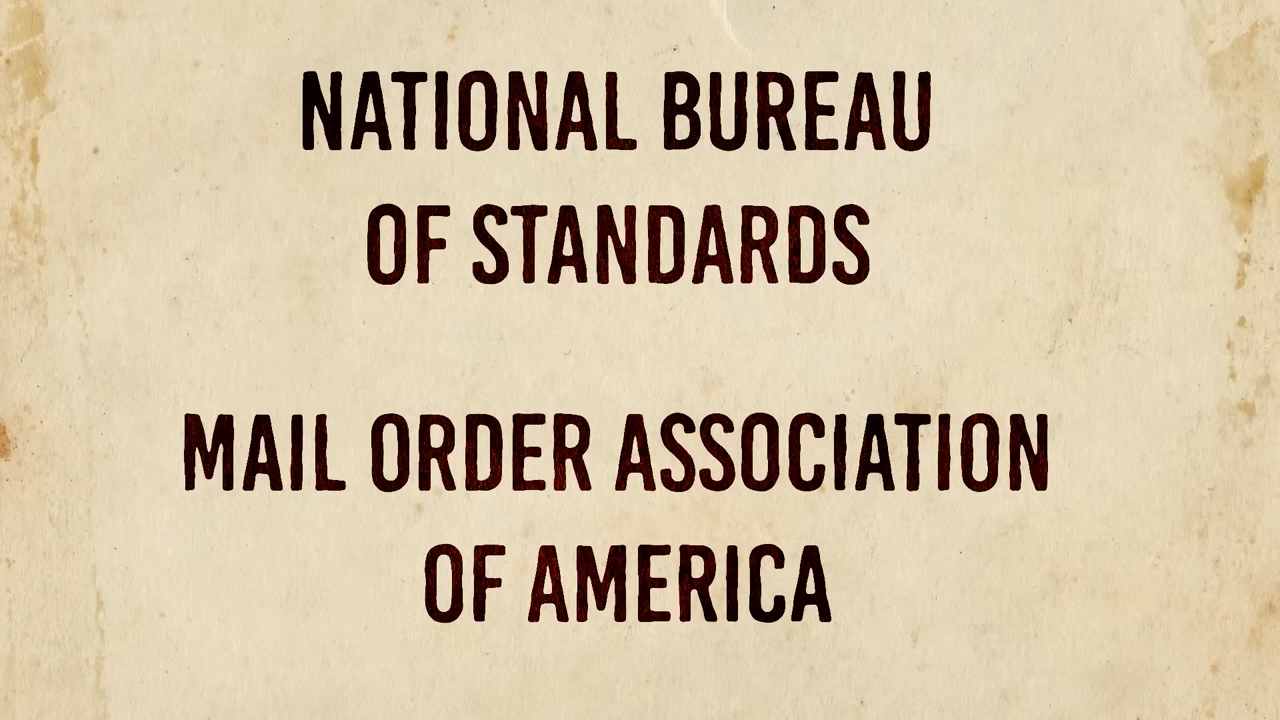 NATIONAL BUREAU
OF STANDARDS
MAIL ORDER ASSOCIATION
OF AMERICA